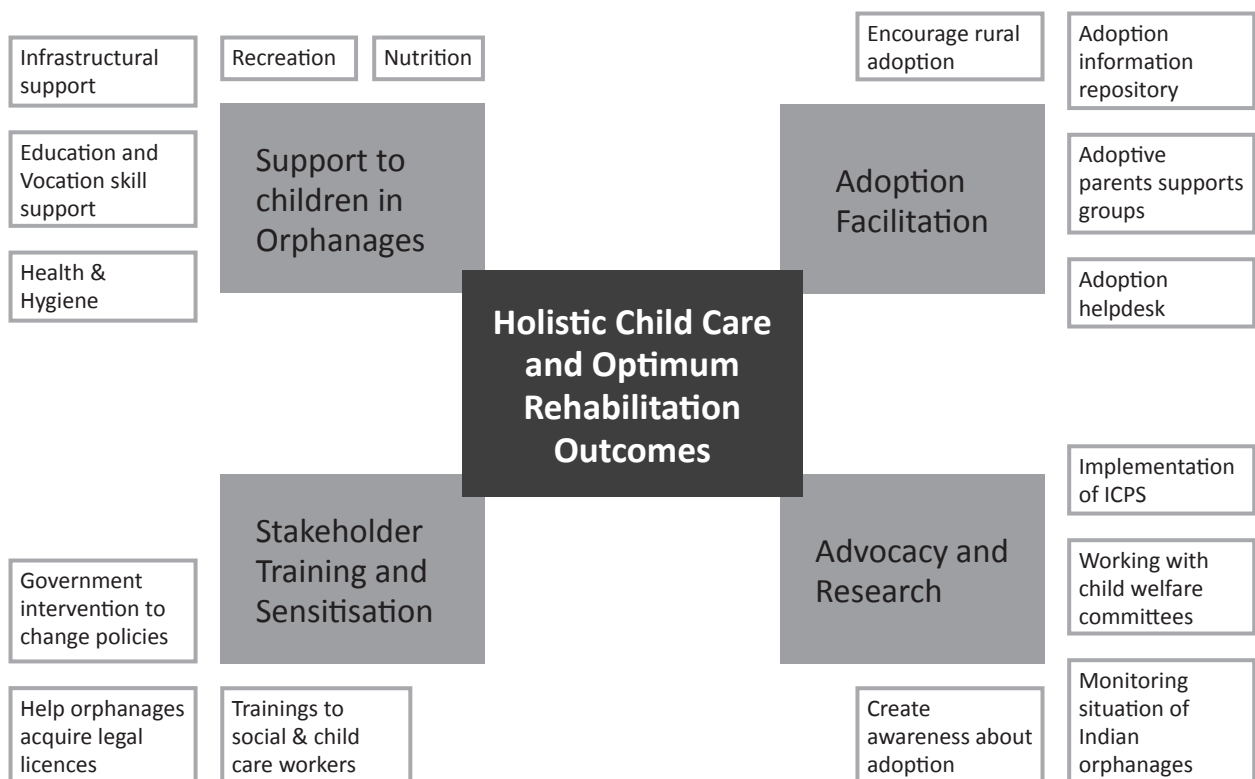 Infrastructural
support
Recreation
Nutrition
Education and
Vocation skill
support
Health &
Hygiene
Support to
children in
Orphanages
Encourage rural
adoption
Adoption
information
repository
Adoptive
parents supports
groups
Adoption
helpdesk
Adoption
Facilitation
Holistic Child Care
and Optimum
Rehabilitation
Outcomes
Stakeholder
Training and
Sensitisation
Government
intervention to
change policies
Help orphanages
acquire legal
licences
Trainings to
social & child
care workers
Advocacy and
Research
Implementation
of ICPS
Working with
child welfare
committees
Create
awareness about
adoption
Monitoring
situation of
Indian
orphanages